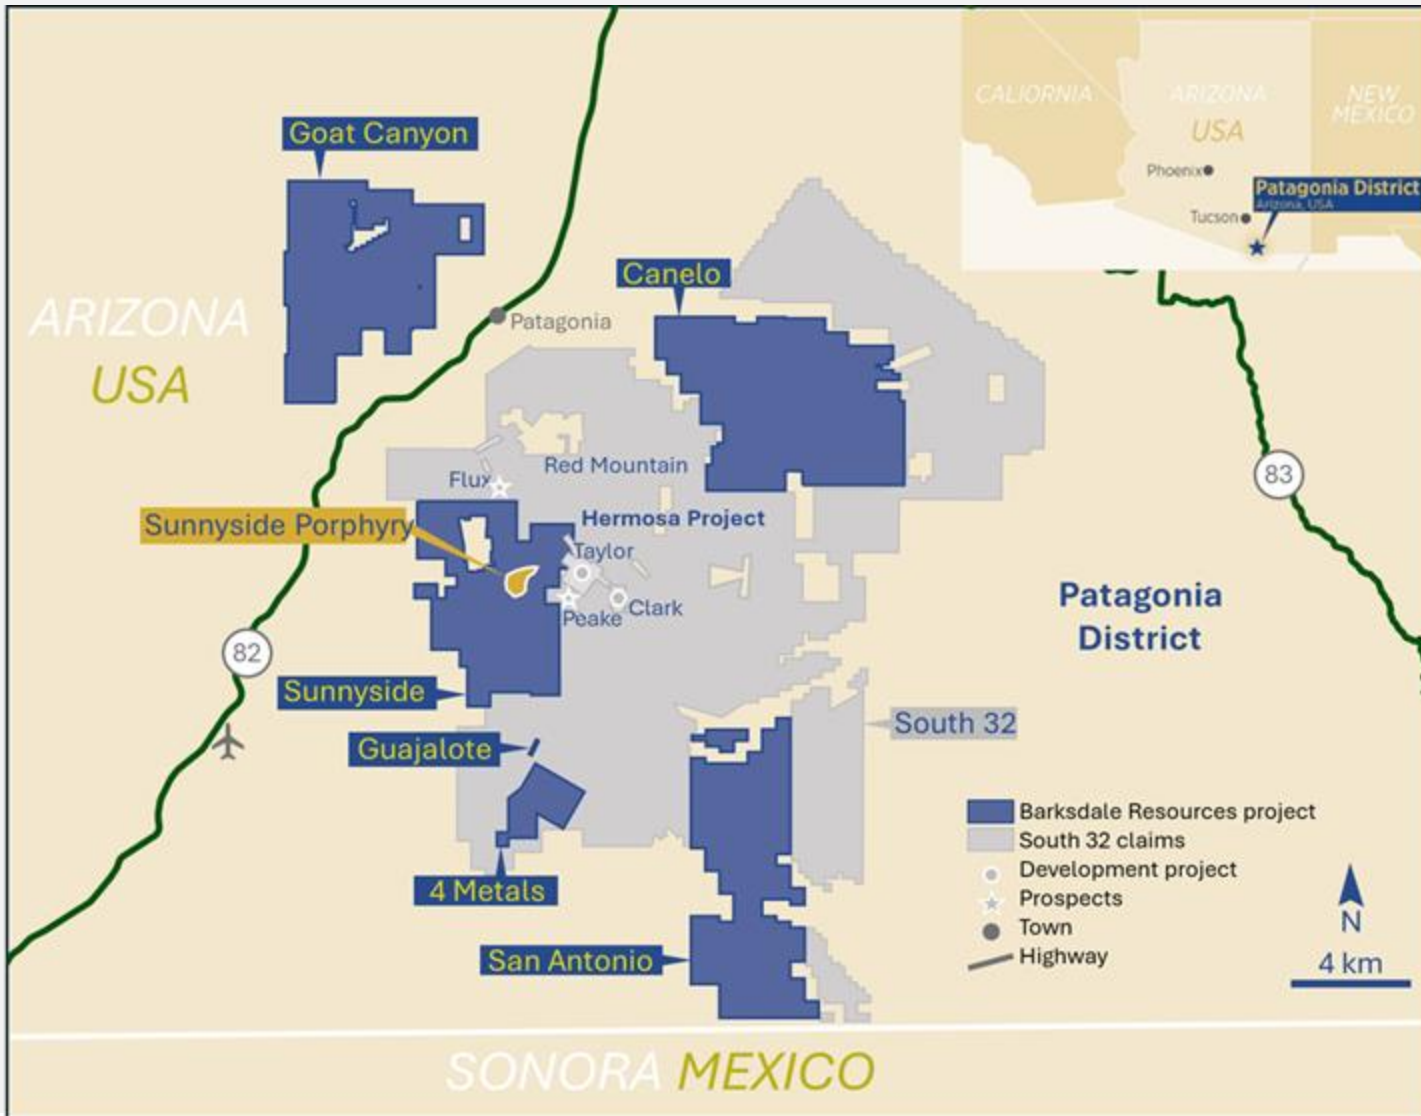 CALIORNIA
ARIZONA
USA
NEW
MEXICO
Phoenix
Tucson
Patagonia District
Arizona, USA
Goat Canyon
Canelo
ARIZONA
USA
Patagonia
Flux
Red Mountain
83
Sunnyside Porphyry
Hermosa Project
Taylor
Peake
Clark
Patagonia
District
82
Sunnyside
South 32
Guajalote
4 Metals
San Antonio
Barksdale Resources project
South 32 claims
Development project
Prospects
Town
Highway
N
4 km
SONORA MEXICO